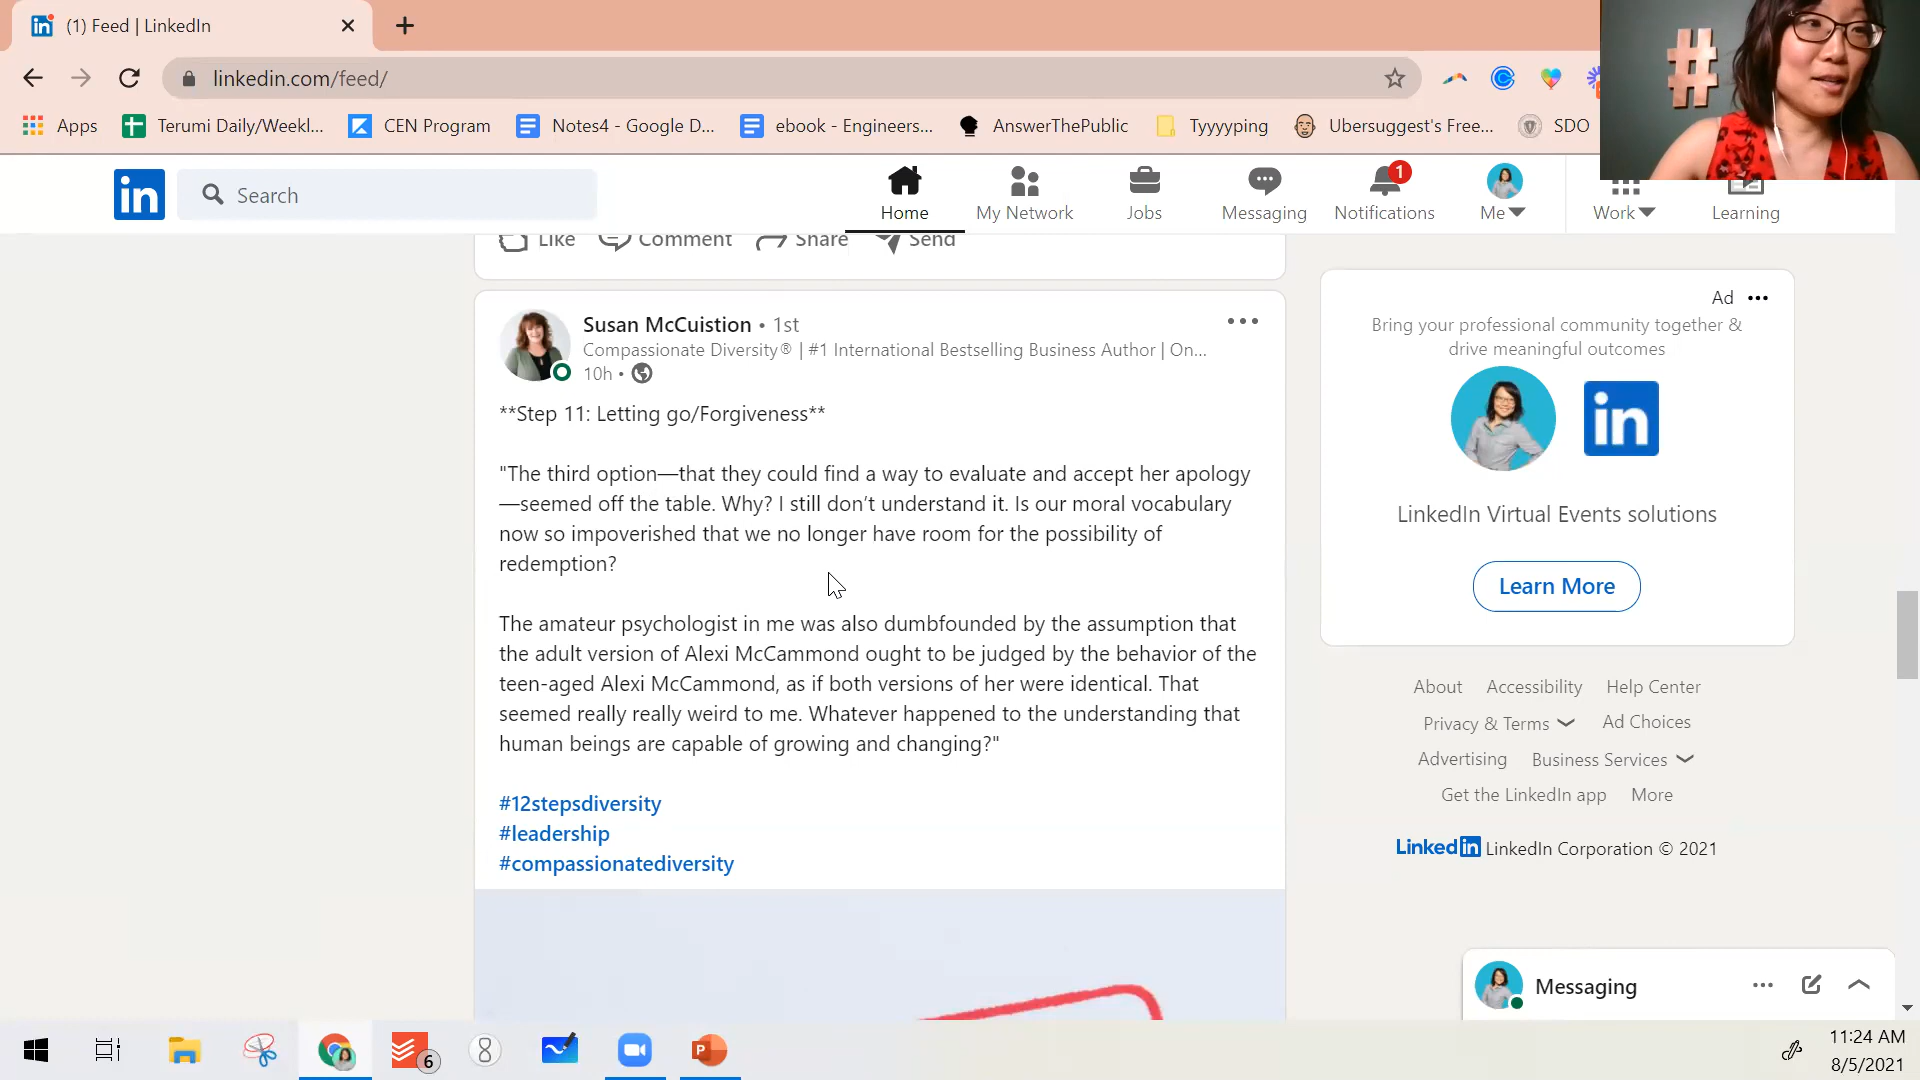 (1) Feed | LinkedIn
linkedin.com/feed/
Apps
Terumi Daily/Weekl...
CEN Program
Notes4 - Google D...
ebook - Engineers...
AnswerThePublic
Tyyyyping
Ubersuggest's Free...
SDO
in
Search
Home
My Network
Jobs
Messaging
1
Notifications
Me
Work
Learning
Like
Comment
Share
Send
Susan McCuistion • 1st
Compassionate Diversity® | #1 International Bestselling Business Author | On...
10h •
**Step 11: Letting go/Forgiveness**
"The third option—that they could find a way to evaluate and accept her apology
—seemed off the table. Why? I still don't understand it. Is our moral vocabulary
now so impoverished that we no longer have room for the possibility of
redemption?
The amateur psychologist in me was also dumbfounded by the assumption that
the adult version of Alexi McCammond ought to be judged by the behavior of the
teen-aged Alexi McCammond, as if both versions of her were identical. That
seemed really really weird to me. Whatever happened to the understanding that
human beings are capable of growing and changing?"
#12stepsdiversity
#leadership
#compassionatediversity
Ad
Bring your professional community together &
drive meaningful outcomes
in
LinkedIn Virtual Events solutions
Learn More
About Accessibility Help Center
Privacy & Terms Ad Choices
Advertising Business Services
Get the LinkedIn app More
LinkedIn LinkedIn Corporation © 2021
Messaging
6
11:24 AM
8/5/2021
#